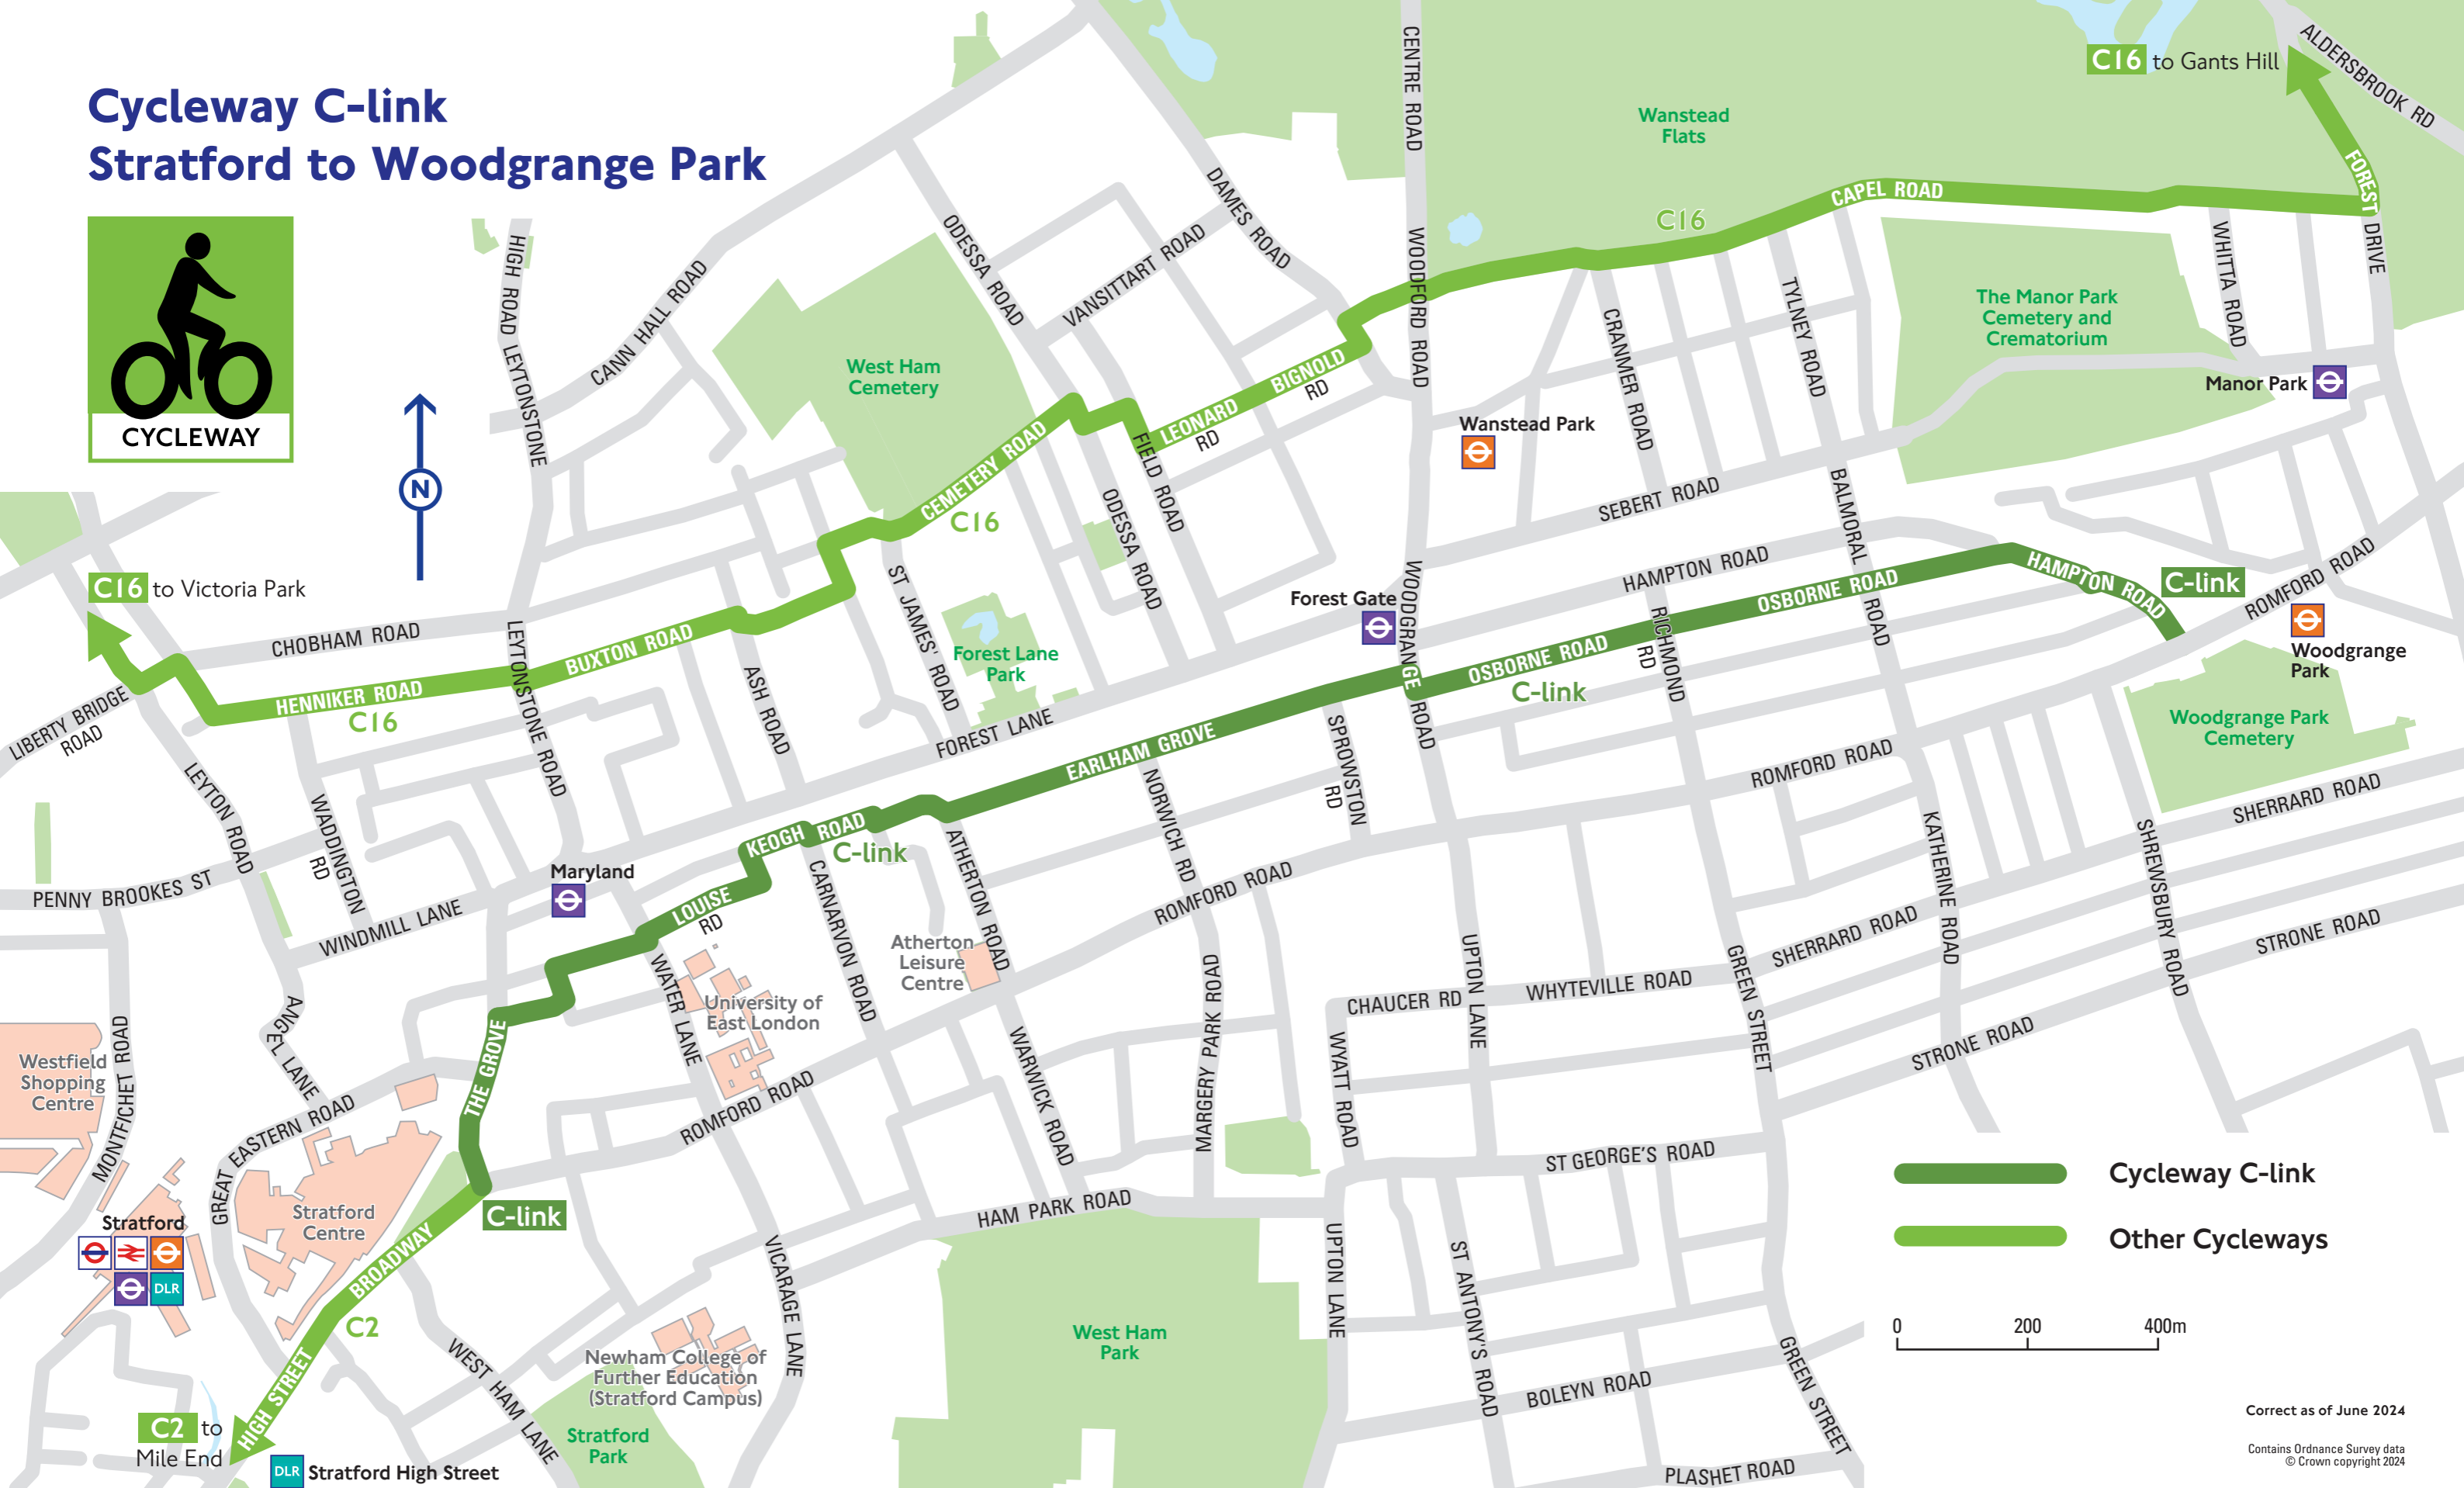 Cycleway C-link
Stratford to Woodgrange Park
CYCLEWAY
N
C16 to Gants Hill
ALDERSBROOK RD
FOREST
DRIVE
CENTRE ROAD
Wanstead
Flats
CAPEL ROAD
C16
WOODFORD ROAD
DAMES ROAD
ODESSA ROAD
VANSITTART ROAD
HIGH ROAD LEYTONSTONE
CANN HALL ROAD
West Ham
Cemetery
BIGNOLD
RD
LEONARD
RD
FIELD ROAD
CEMETERY ROAD
C16
ODESSA ROAD
CRANMER ROAD
TYLNEY ROAD
The Manor Park
Cemetery and
Crematorium
WHITTA ROAD
Manor Park
Wanstead Park
SEBERT ROAD
BALMORAL
ROAD
HAMPTON ROAD
OSBORNE ROAD
HAMPTON ROAD
C-link
ROMFORD ROAD
Woodgrange
Park
Woodgrange Park
Cemetery
C16 to Victoria Park
CHOBHAM ROAD
HENNIKER ROAD
C16
BUXTON ROAD
LEYTONSTONE ROAD
LIBERTY BRIDGE
ROAD
LEYTON ROAD
ST JAMES' ROAD
ASH ROAD
Forest Lane
Park
FOREST LANE
Forest Gate
WOODGRANGE
ROAD
OSBORNE ROAD
C-link
RICHMOND
RD
EARLHAM GROVE
SPROWSTON
RD
NORWICH RD
ROMFORD ROAD
SHERRARD ROAD
WADDINGTON
RD
PENNY BROOKES ST
WINDMILL LANE
Maryland
KEOGH ROAD
C-link
LOUISE
RD
CARNARVON ROAD
ATHERTON ROAD
Atherton
Leisure
Centre
ROMFORD ROAD
KATHERINE ROAD
SHREWSBURY ROAD
SHERRARD ROAD
STRONE ROAD
STRONE ROAD
WATER LANE
University of
East London
UPTON LANE
CHAUCER RD
WHYTEVILLE ROAD
GREEN STREET
MARGERY PARK ROAD
WYATT ROAD
WARWICK ROAD
ANGEL LANE
THE GROVE
Westfield
Shopping
Centre
MONTFICHET ROAD
GREAT EASTERN ROAD
ROMFORD ROAD
Stratford
Centre
Stratford
DLR
C-link
BROADWAY
C2
HIGH STREET
C2 to
Mile End
DLR Stratford High Street
WEST HAM LANE
VICARAGE LANE
Newham College of
Further Education
(Stratford Campus)
Stratford
Park
HAM PARK ROAD
West Ham
Park
UPTON LANE
ST GEORGE'S ROAD
ST ANTONY'S ROAD
BOLEYN ROAD
GREEN STREET
PLASHET ROAD
Cycleway C-link
Other Cycleways
0 200 400m
Correct as of June 2024
Contains Ordnance Survey data
© Crown copyright 2024